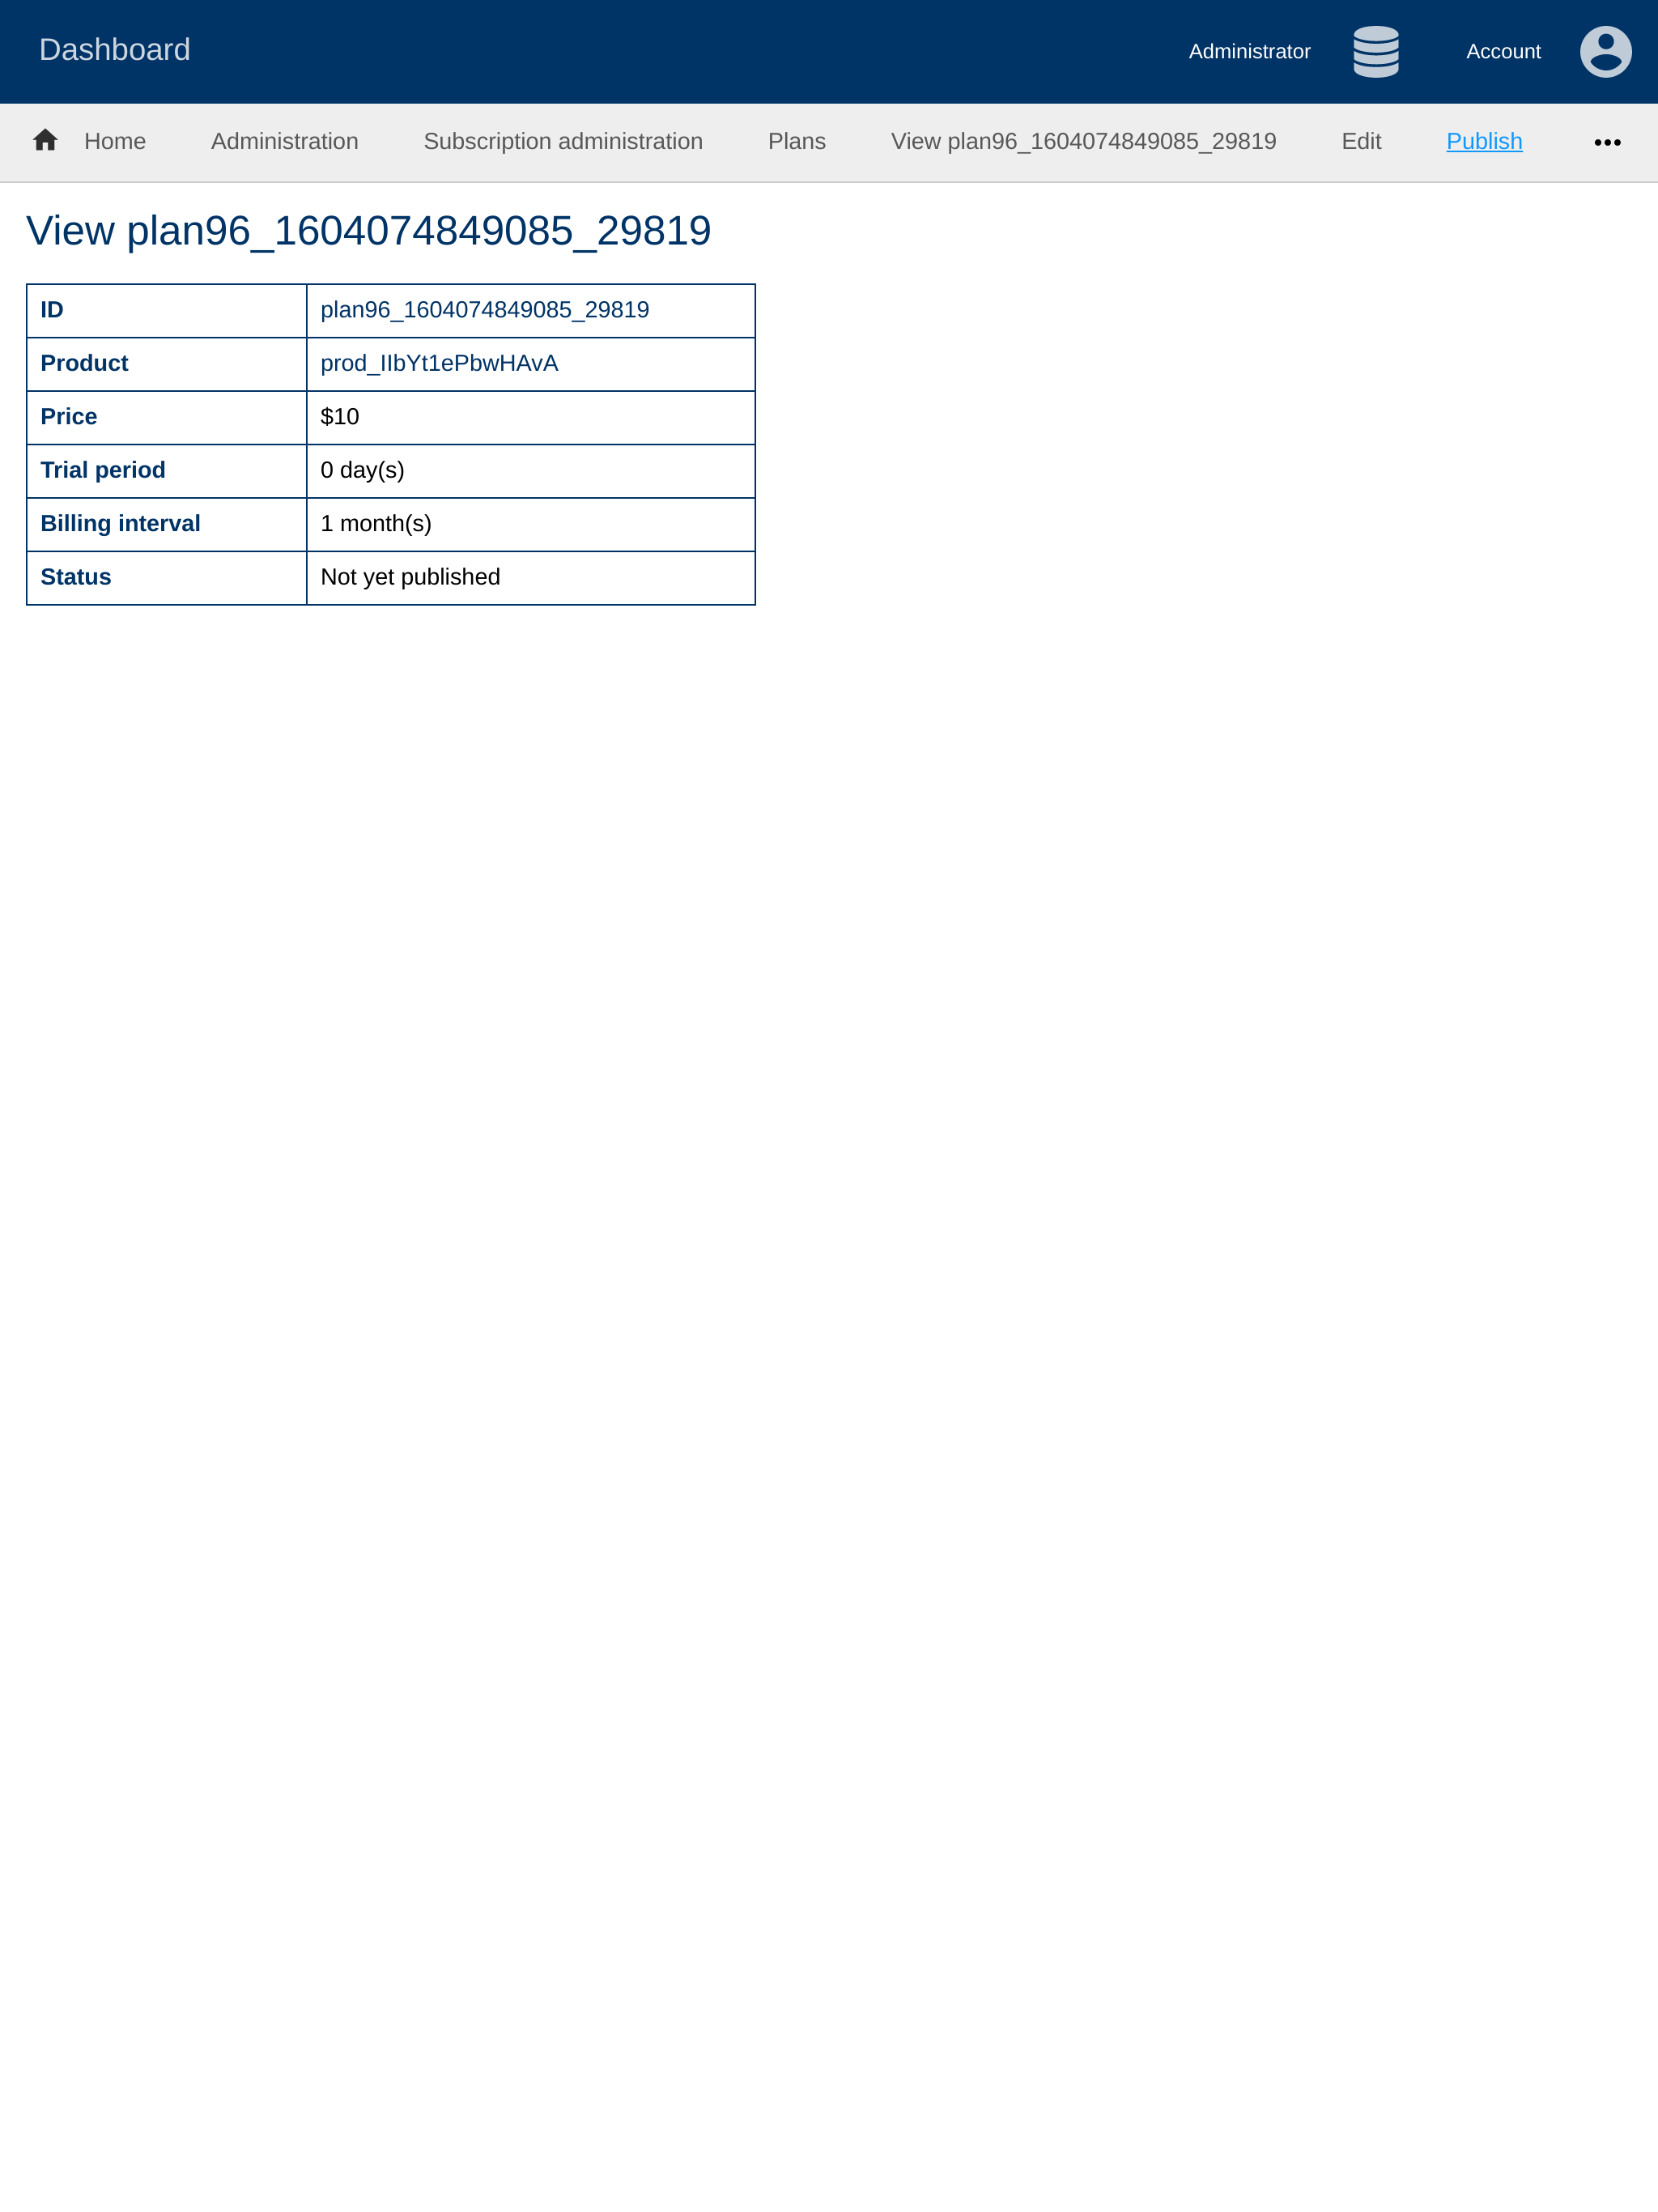 Dashboard Administrator Account
Home Administration Subscription administration Plans View plan96_1604074849085_29819 Edit Publish •••
View plan96_1604074849085_29819
ID plan96_1604074849085_29819
Product prod_IIbYt1ePbwHAvA
Price $10
Trial period 0 day(s)
Billing interval 1 month(s)
Status Not yet published